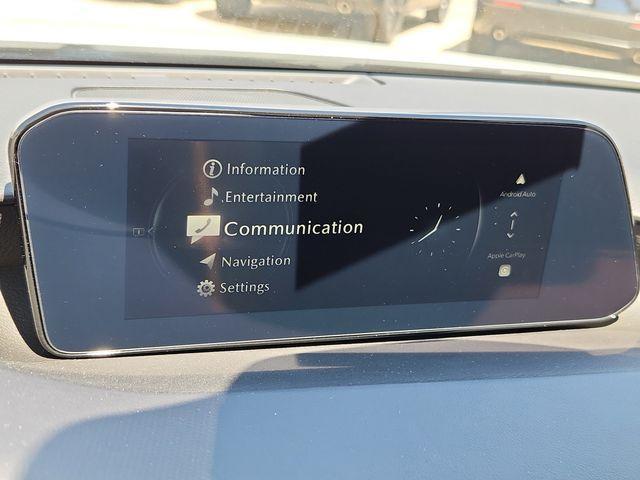 Information
Entertainment
Communication
Navigation
Settings
Android Auto
Apple CarPlay